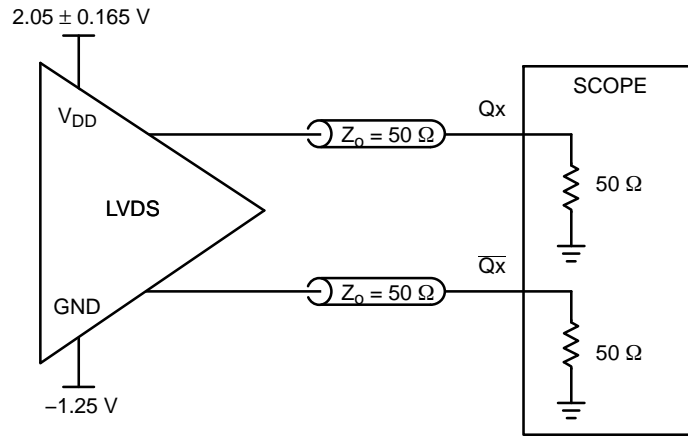 2.05 ± 0.165 V
SCOPE
Qx
V_DD
Z_o = 50 Ω
50 Ω
LVDS
Q̅x̅
GND
Z_o = 50 Ω
50 Ω
–1.25 V